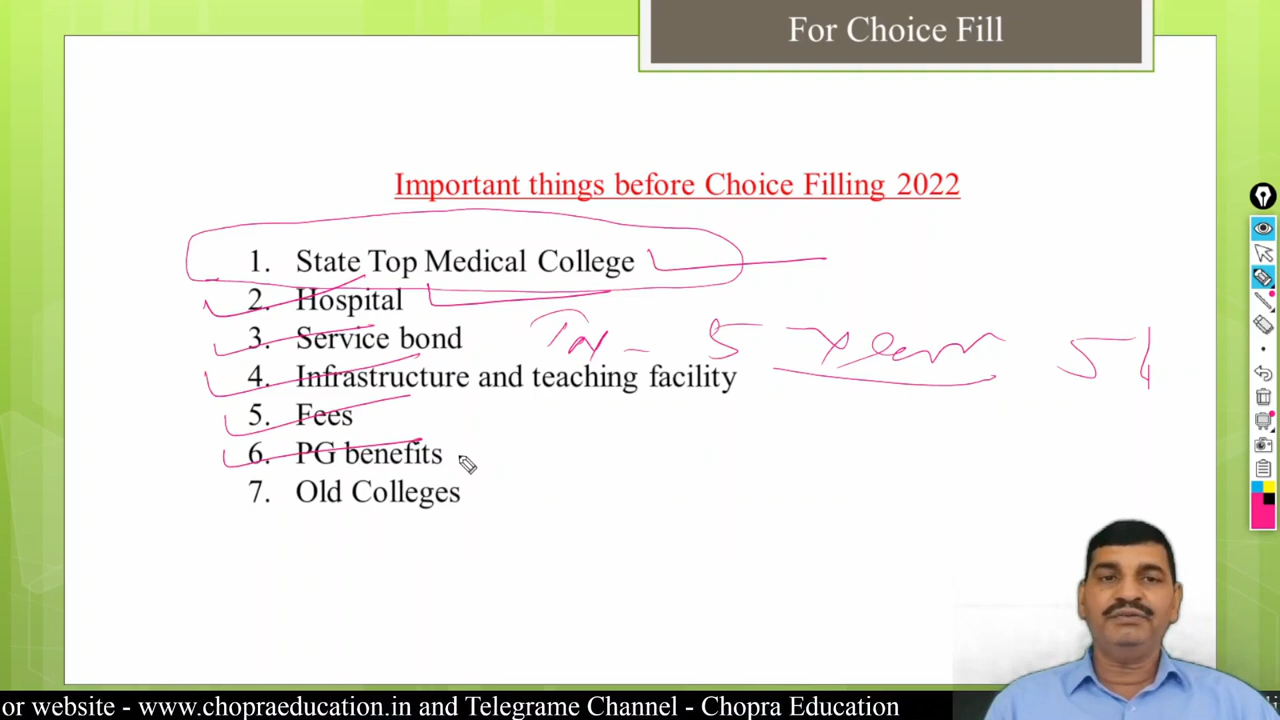 For Choice Fill
Important things before Choice Filling 2022
1. State Top Medical College
2. Hospital
3. Service bond
5 Year
4. Infrastructure and teaching facility
5. Fees
6. PG benefits
7. Old Colleges
or website - www.chopraeducation.in and Telegrame Channel - Chopra Education